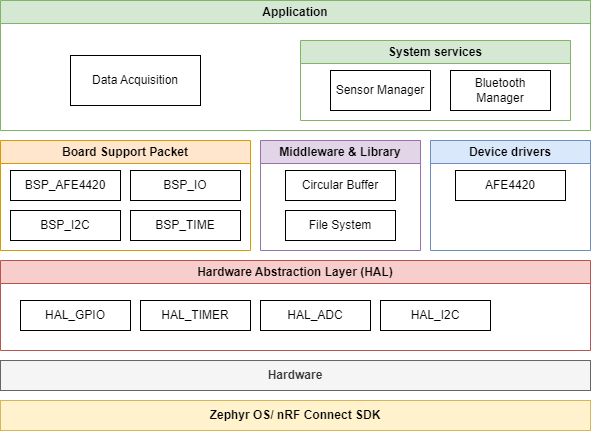 Application
System services
Data Acquisition
Sensor Manager
Bluetooth
Manager
Board Support Packet
Middleware & Library
Device drivers
BSP_AFE4420
BSP_IO
Circular Buffer
AFE4420
BSP_I2C
BSP_TIME
File System
Hardware Abstraction Layer (HAL)
HAL_GPIO
HAL_TIMER
HAL_ADC
HAL_I2C
Hardware
Zephyr OS/ nRF Connect SDK